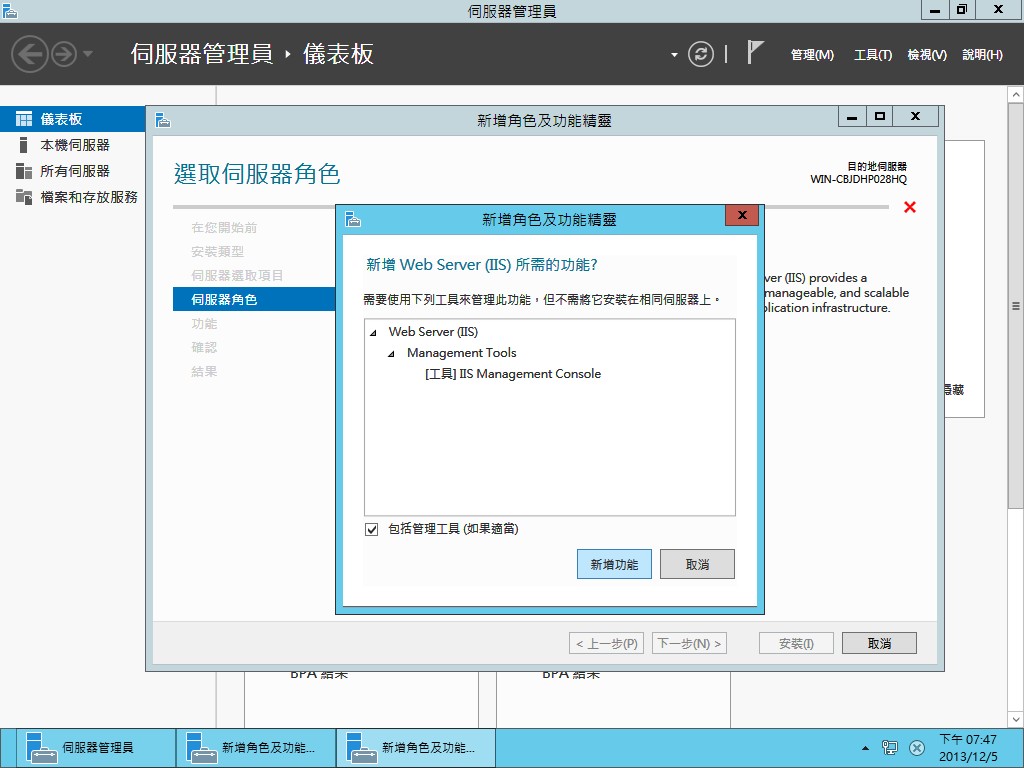 伺服器管理員
伺服器管理員 ‣ 儀表板
管理(M) 工具(T) 檢視(V) 說明(H)
儀表板
本機伺服器
所有伺服器
檔案和存放服務
新增角色及功能精靈
選取伺服器角色
目的地伺服器
WIN-CBJDHP028HQ
在您開始前
安裝類型
伺服器選取項目
伺服器角色
功能
確認
結果
ver (IIS) provides a
manageable, and scalable
plication infrastructure.
新增角色及功能精靈
新增 Web Server (IIS) 所需的功能?
需要使用下列工具來管理此功能，但不需將它安裝在相同伺服器上。
Web Server (IIS)
Management Tools
[工具] IIS Management Console
包括管理工具 (如果適當)
新增功能 取消
藏
< 上一步(P) 下一步(N) > 安裝(I) 取消
BPA 結果 BPA 結果
伺服器管理員 新增角色及功能... 新增角色及功能...
下午 07:47
2013/12/5